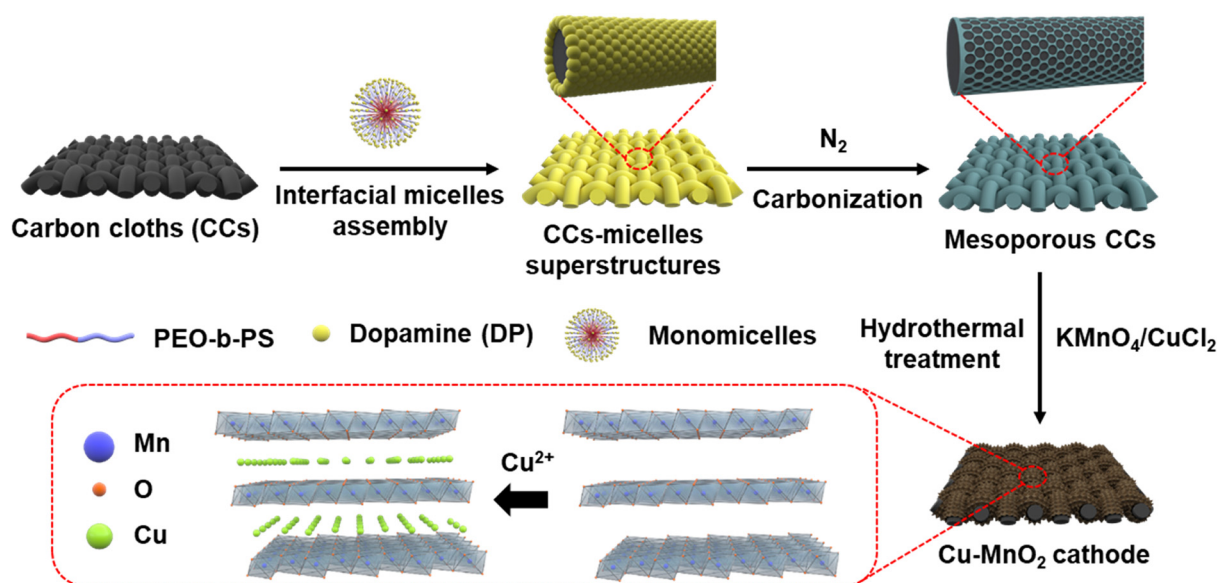 Interfacial micelles
assembly
N₂
Carbonization
Carbon cloths (CCs)
CCs-micelles
superstructures
Mesoporous CCs
PEO-b-PS
Dopamine (DP)
Monomicelles
Hydrothermal
treatment
KMnO₄/CuCl₂
Mn
O
Cu
Cu²⁺
Cu-MnO₂ cathode